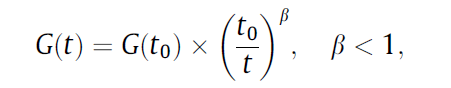 G(t) = G(t₀) × (t₀/t)^β, β < 1,